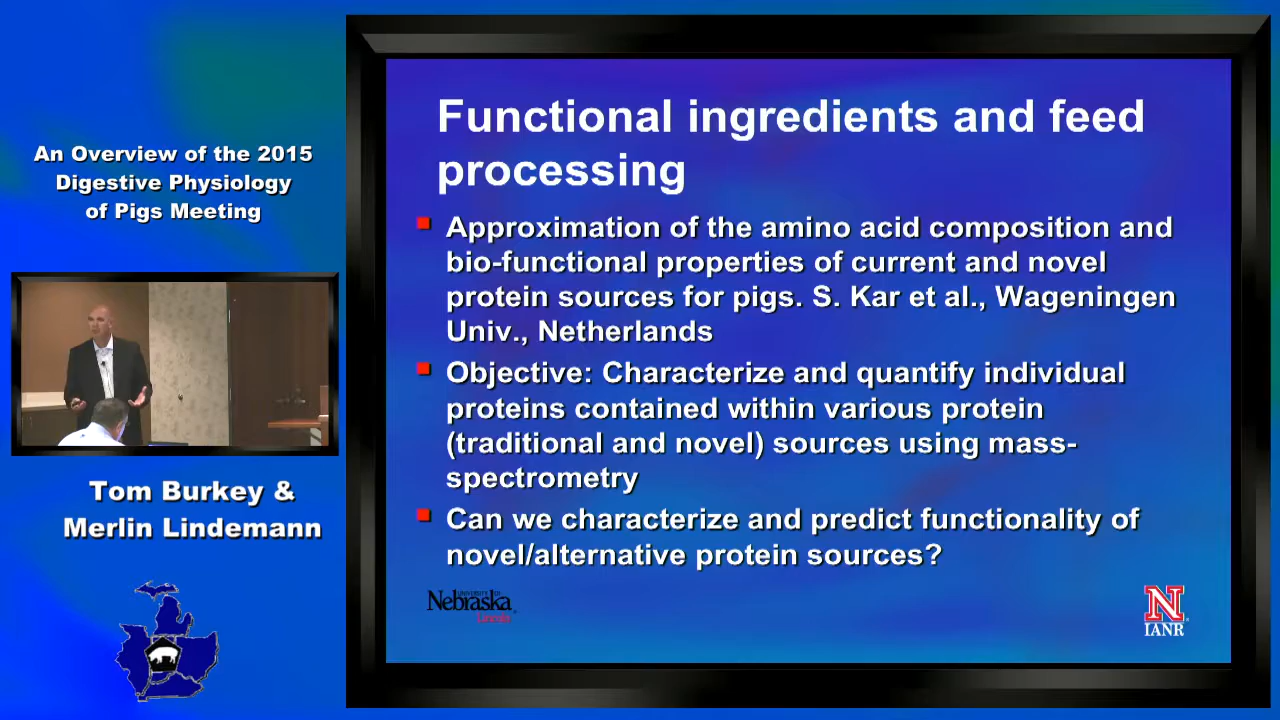 An Overview of the 2015
Digestive Physiology
of Pigs Meeting
Tom Burkey &
Merlin Lindemann
Functional ingredients and feed
processing
Approximation of the amino acid composition and
bio-functional properties of current and novel
protein sources for pigs. S. Kar et al., Wageningen
Univ., Netherlands
Objective: Characterize and quantify individual
proteins contained within various protein
(traditional and novel) sources using mass-
spectrometry
Can we characterize and predict functionality of
novel/alternative protein sources?
UNIVERSITY OF
Nebraska
Lincoln
N
IANR